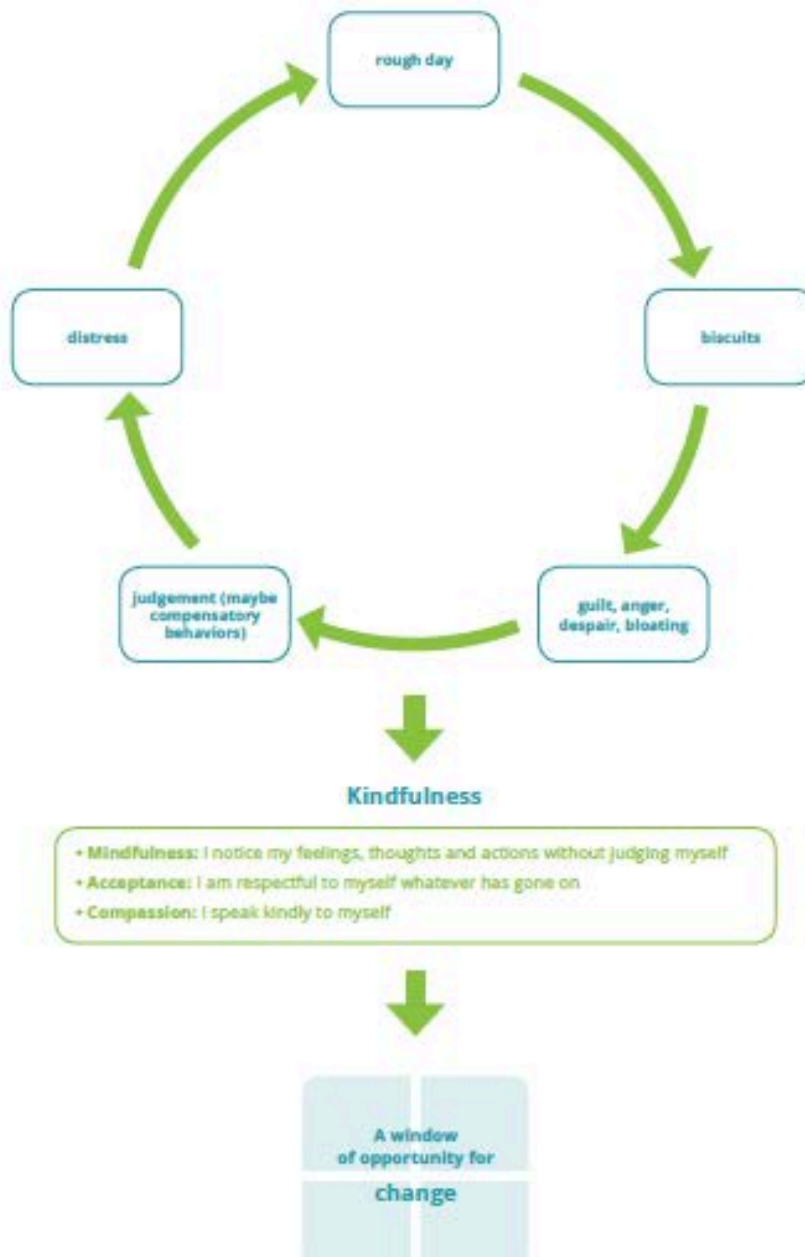 rough day
biscuits
guilt, anger,
despair, bloating
judgement (maybe
compensatory
behaviors)
distress
Kindfulness
• Mindfulness: I notice my feelings, thoughts and actions without judging myself
• Acceptance: I am respectful to myself whatever has gone on
• Compassion: I speak kindly to myself
A window
of opportunity for
change